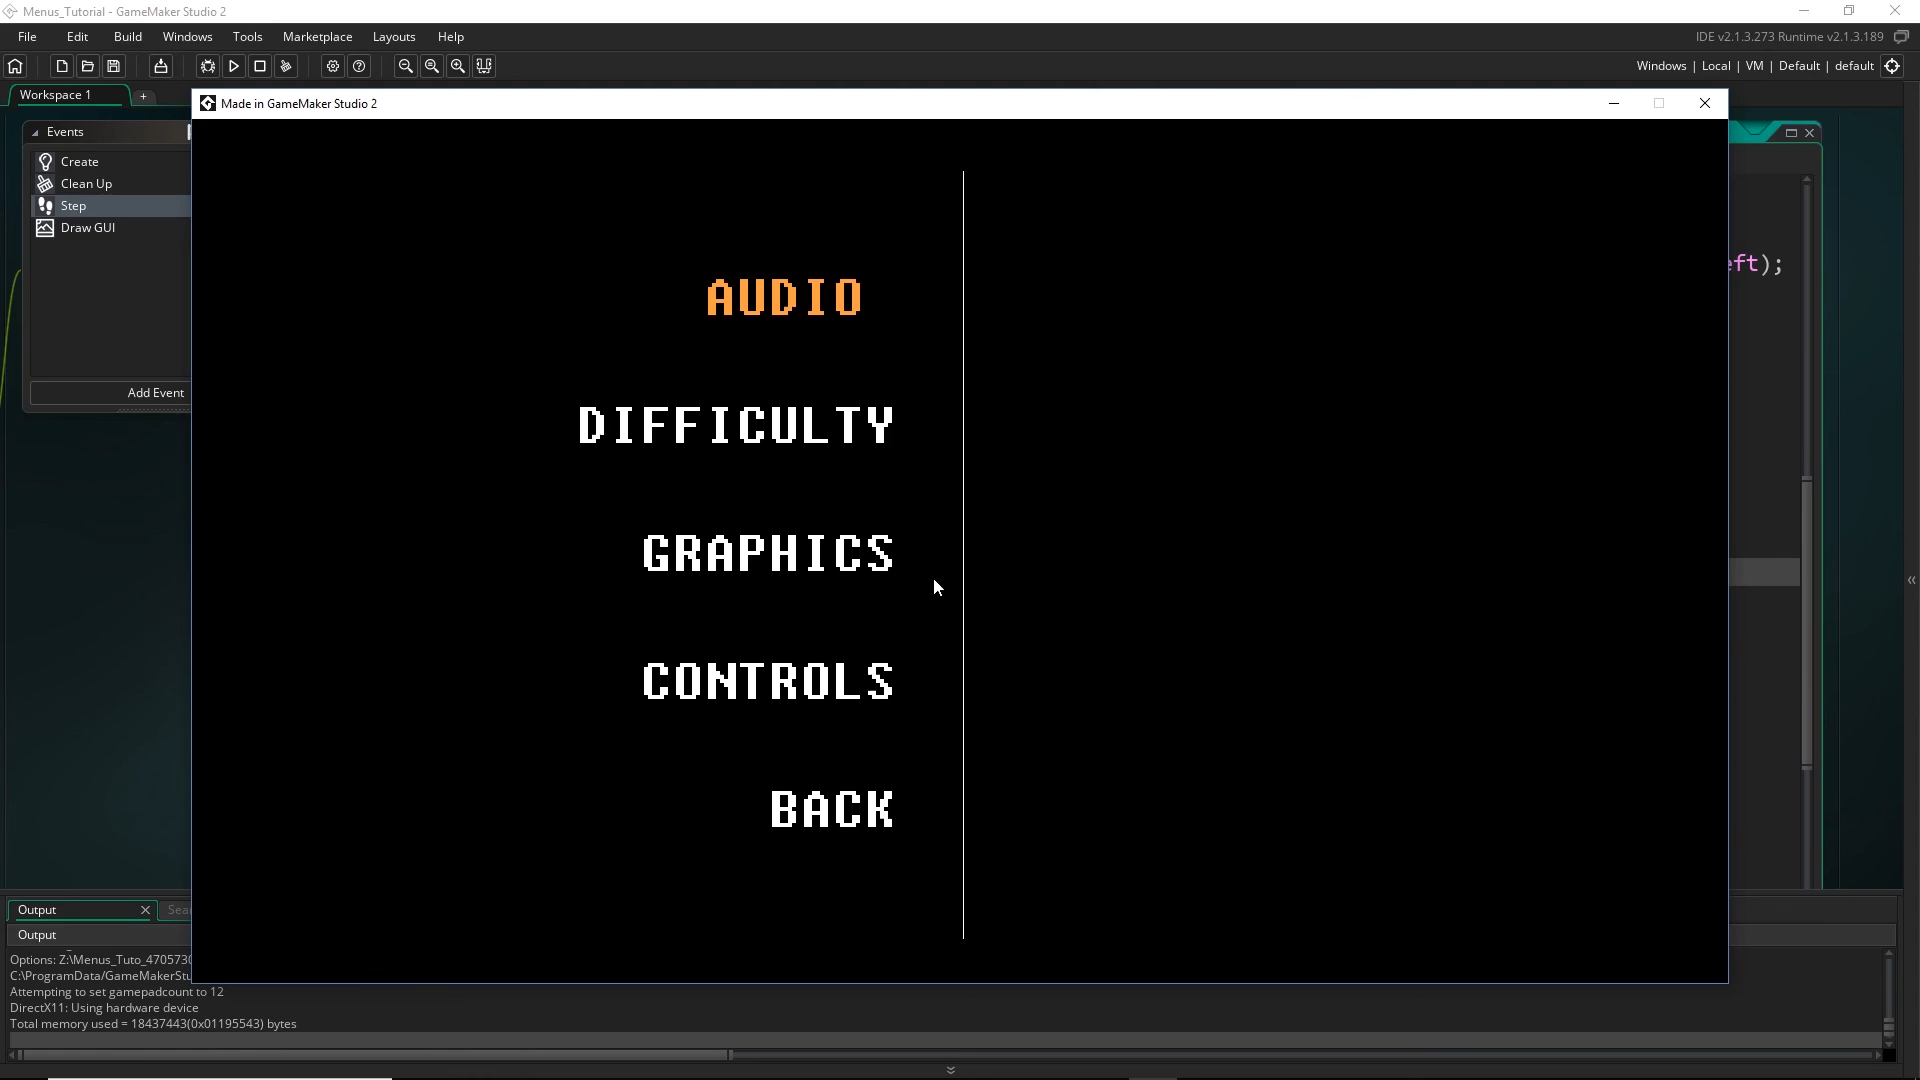 Menus_Tutorial - GameMaker Studio 2
File Edit Build Windows Tools Marketplace Layouts Help
IDE v2.1.3.273 Runtime v2.1.3.189
Windows | Local | VM | Default | default
Workspace 1 +
Made in GameMaker Studio 2
Events
Create
Clean Up
Step
Draw GUI
Add Event
eft);
AUDIO
DIFFICULTY
GRAPHICS
CONTROLS
BACK
Output
Sea
Output
Options: Z:\Menus_Tuto_470573
C:\ProgramData/GameMakerStu
Attempting to set gamepadcount to 12
DirectX11: Using hardware device
Total memory used = 18437443(0x01195543) bytes